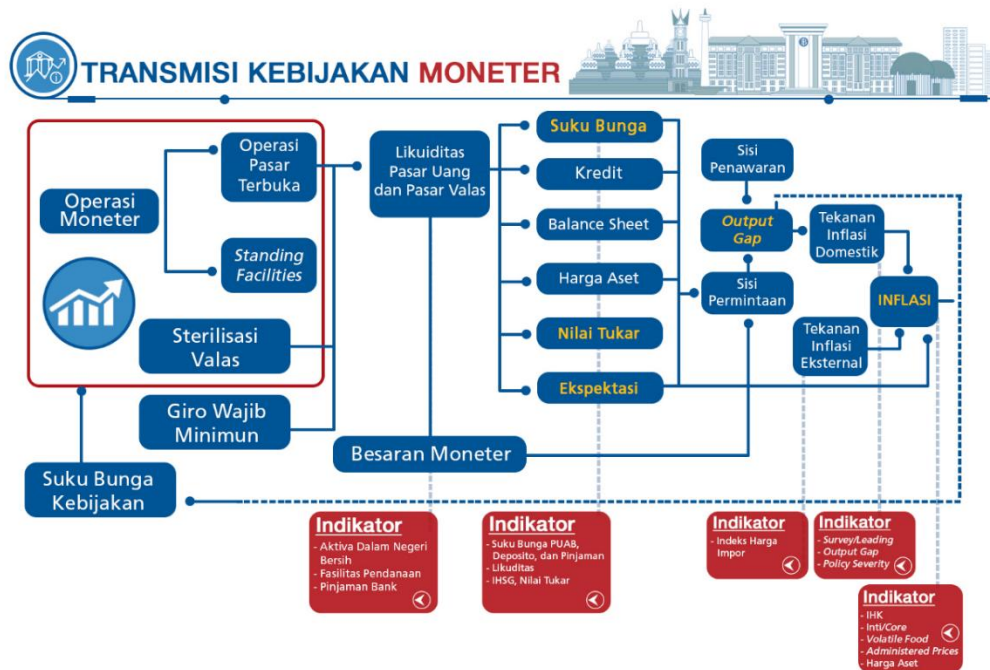 TRANSMISI KEBIJAKAN MONETER
Operasi
Moneter
Operasi
Pasar
Terbuka
Standing
Facilities
Sterilisasi
Valas
Giro Wajib
Minimun
Suku Bunga
Kebijakan
Likuiditas
Pasar Uang
dan Pasar Valas
Besaran Moneter
Suku Bunga
Kredit
Balance Sheet
Harga Aset
Nilai Tukar
Ekspektasi
Sisi
Penawaran
Output
Gap
Sisi
Permintaan
Tekanan
Inflasi
Domestik
Tekanan
Inflasi
Eksternal
INFLASI
Indikator
- Aktiva Dalam Negeri
Bersih
- Fasilitas Pendanaan
- Pinjaman Bank
Indikator
- Suku Bunga PUAB,
Deposito, dan Pinjaman
- Likuditas
- IHSG, Nilai Tukar
Indikator
- Indeks Harga
Impor
Indikator
- Survey/Leading
- Output Gap
- Policy Severity
Indikator
- IHK
- Inti/Core
- Volatile Food
- Administered Prices
- Harga Aset